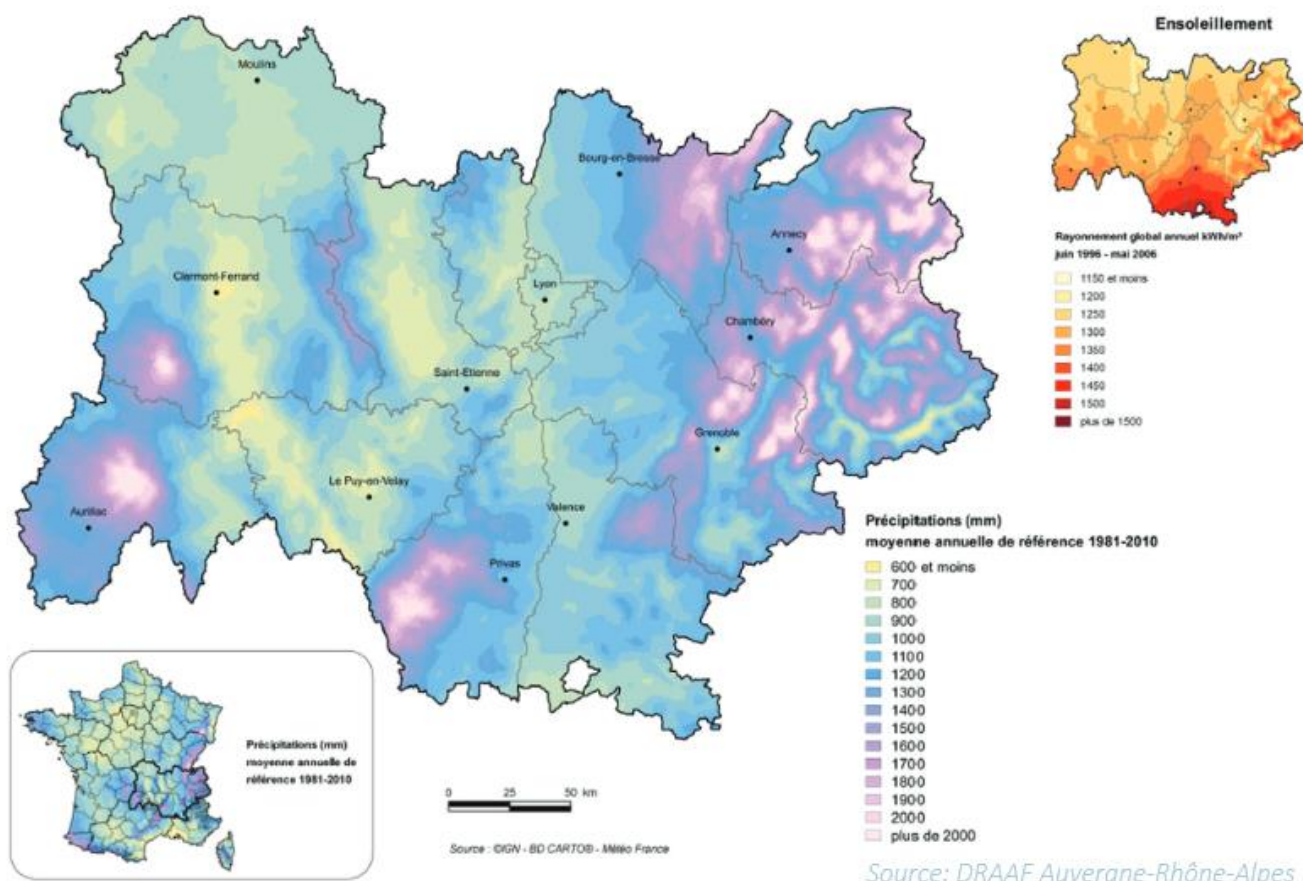 Ensoleillement
Moulins
Bourg-en-Bresse
Annecy
Clermont-Ferrand
Lyon
Chambéry
Saint-Etienne
Grenoble
Le Puy-en-Velay
Valence
Aurillac
Privas
Rayonnement global annuel kWh/m²
juin 1996 - mai 2006
1150 et moins
1200
1250
1300
1350
1400
1450
1500
plus de 1500
Précipitations (mm)
moyenne annuelle de référence 1981-2010
600 et moins
700
800
900
1000
1100
1200
1300
1400
1500
1600
1700
1800
1900
2000
plus de 2000
Précipitations (mm)
moyenne annuelle de
référence 1981-2010
0 25 50 km
Source : ©IGN - BD CARTO® - Météo France
Source: DRAAF Auvergne-Rhône-Alpes